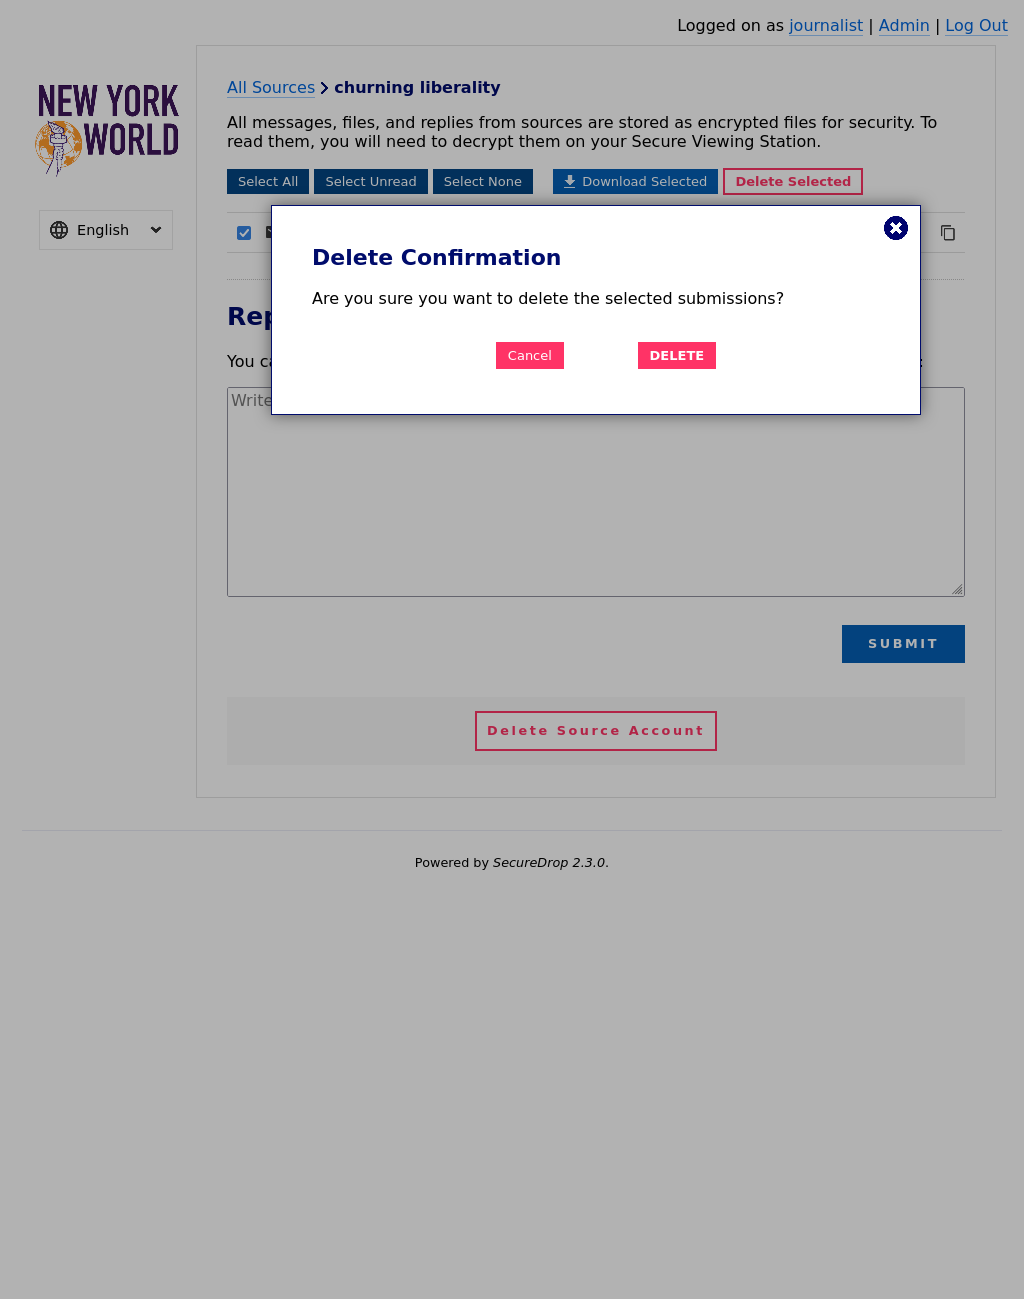 Logged on as journalist | Admin | Log Out
NEW YORK
WORLD
English
All Sources churning liberality
All messages, files, and replies from sources are stored as encrypted files for security. To
read them, you will need to decrypt them on your Secure Viewing Station.
Select All Select Unread Select None Download Selected Delete Selected
Delete Confirmation
Are you sure you want to delete the selected submissions?
Cancel DELETE
You
Write
SUBMIT
Delete Source Account
Powered by SecureDrop 2.3.0.